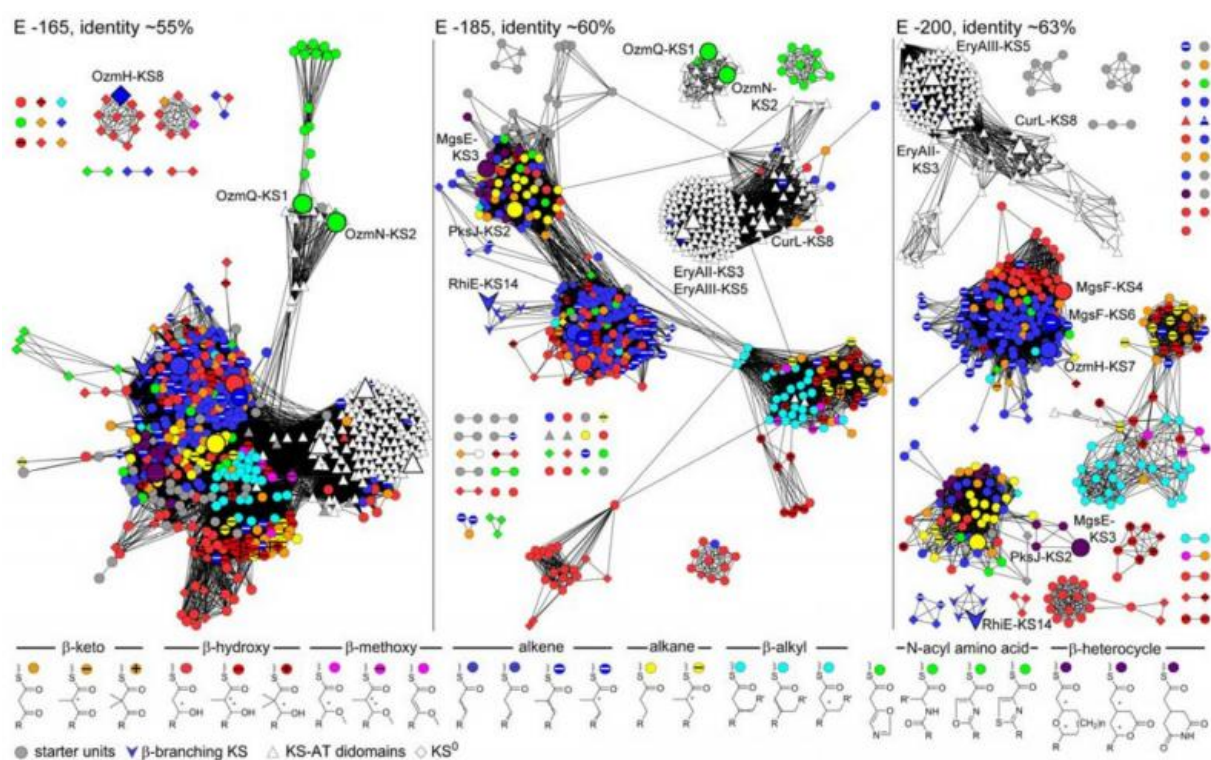 E -165, identity ~55%
OzmH-KS8
OzmQ-KS1
OzmN-KS2
E -185, identity ~60%
OzmQ-KS1
OzmN-
KS2
MgsE-
KS3
PksJ-KS2
CurL-KS8
EryAII-KS3
EryAIII-KS5
RhiE-KS14
E -200, identity ~63%
EryAIII-KS5
CurL-KS8
EryAII-
KS3
MgsF-KS4
MgsF-KS6
OzmH-KS7
MgsE-
KS3
PksJ-KS2
RhiE-KS14
β-keto
β-hydroxy
β-methoxy
alkene
alkane
β-alkyl
N-acyl amino acid
β-heterocycle
starter units
β-branching KS
KS-AT didomains
KS⁰